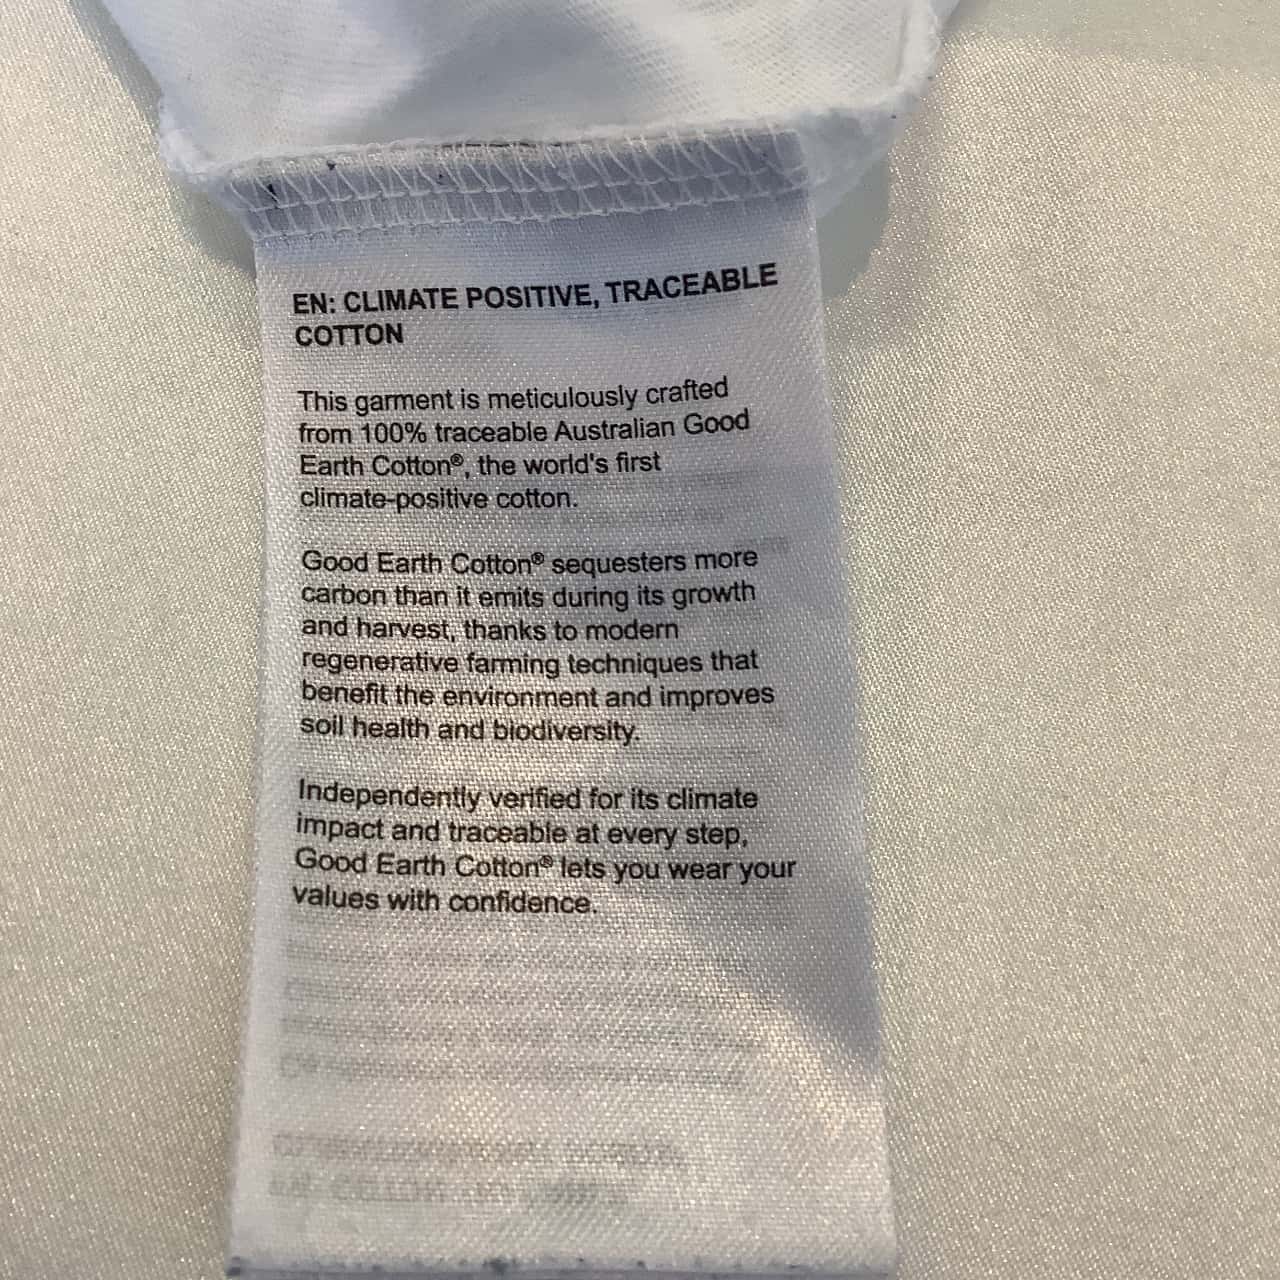 EN: CLIMATE POSITIVE, TRACEABLE
COTTON
This garment is meticulously crafted
from 100% traceable Australian Good
Earth Cotton®, the world's first
climate-positive cotton.
Good Earth Cotton® sequesters more
carbon than it emits during its growth
and harvest, thanks to modern
regenerative farming techniques that
benefit the environment and improves
soil health and biodiversity.
Independently verified for its climate
impact and traceable at every step,
Good Earth Cotton® lets you wear your
values with confidence.